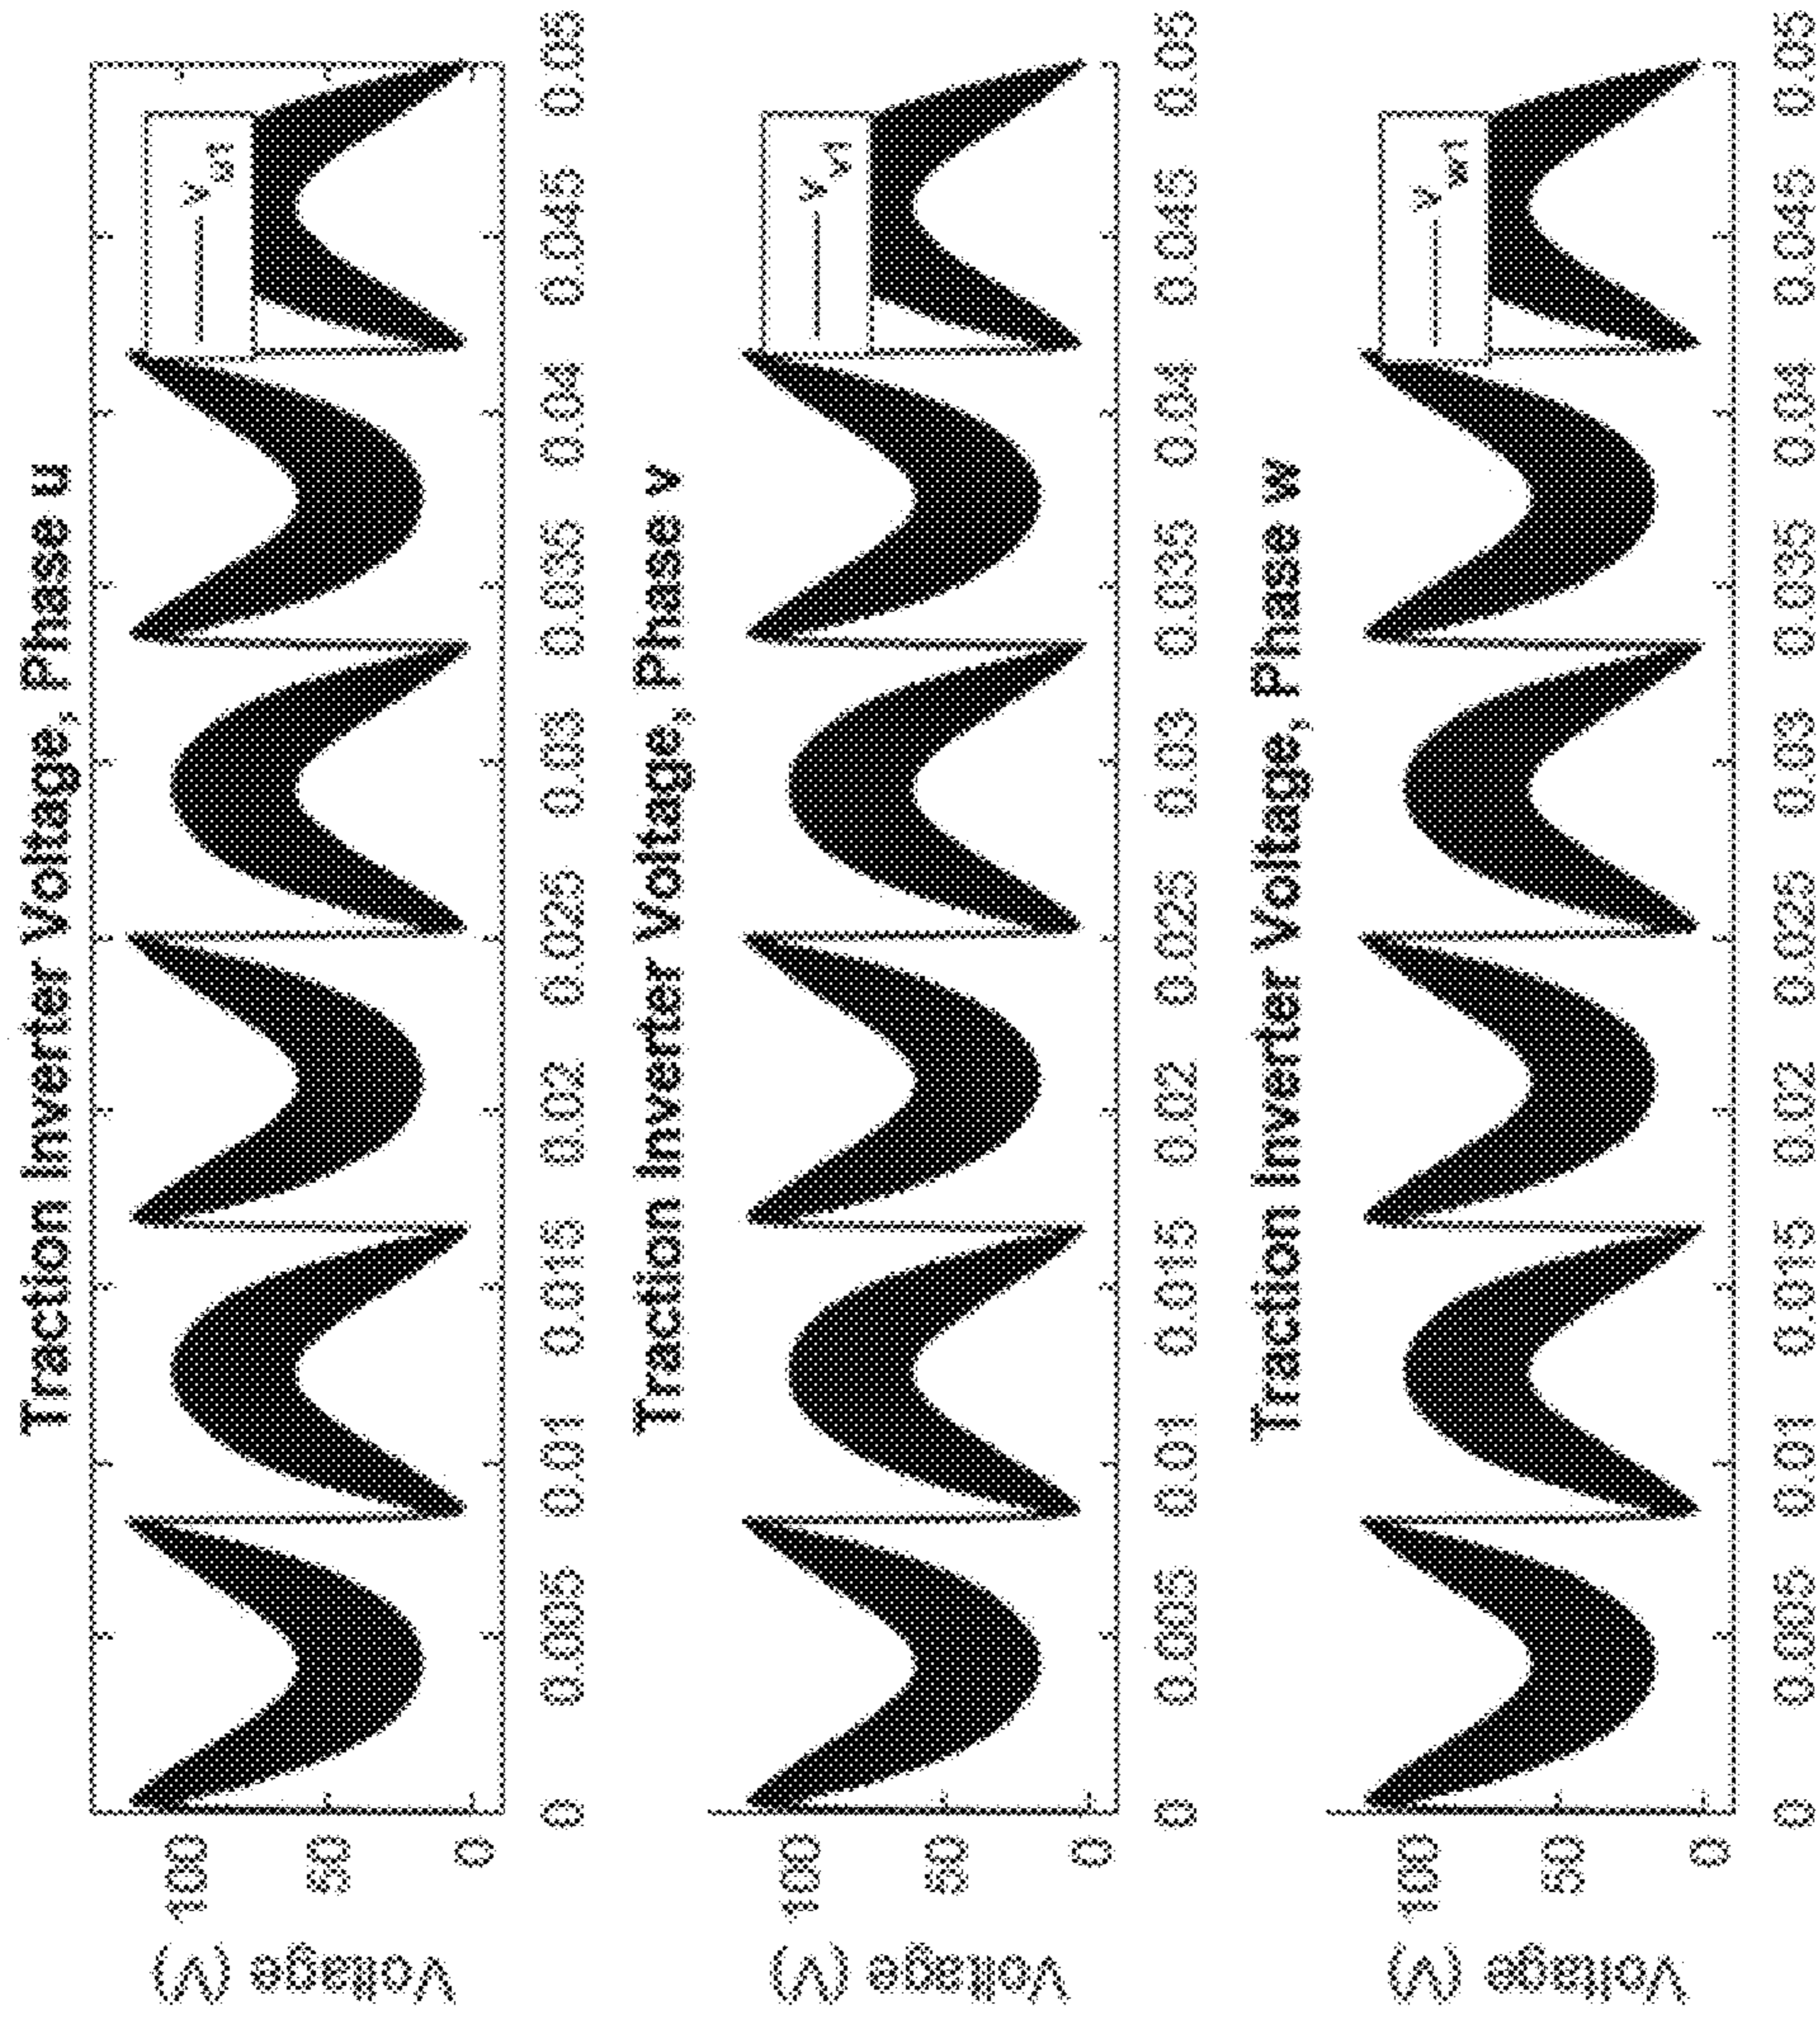 Traction Inverter Voltage, Phase u
Voltage (V)
100
50
0
v_u1
0 0.005 0.01 0.015 0.02 0.025 0.03 0.035 0.04 0.045 0.05
Traction Inverter Voltage, Phase v
Voltage (V)
100
50
0
v_v1
0 0.005 0.01 0.015 0.02 0.025 0.03 0.035 0.04 0.045 0.05
Traction Inverter Voltage, Phase w
Voltage (V)
100
50
0
v_w1
0 0.005 0.01 0.015 0.02 0.025 0.03 0.035 0.04 0.045 0.05